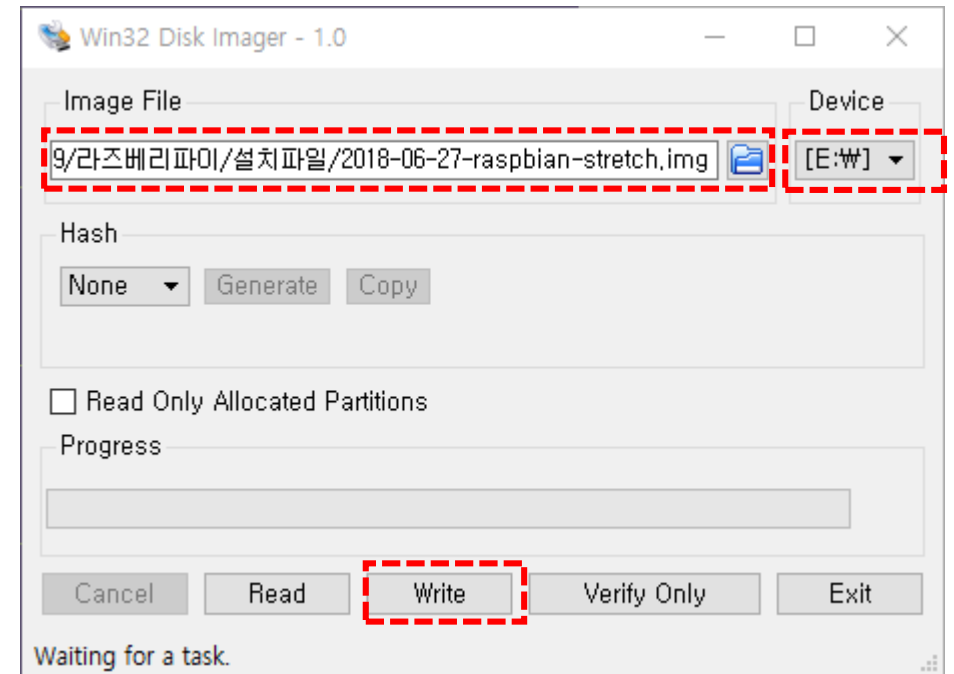 Win32 Disk Imager - 1.0
Image File
Device
9/라즈베리파이/설치파일/2018-06-27-raspbian-stretch.img
[E:₩]
Hash
None
Generate
Copy
Read Only Allocated Partitions
Progress
Cancel
Read
Write
Verify Only
Exit
Waiting for a task.